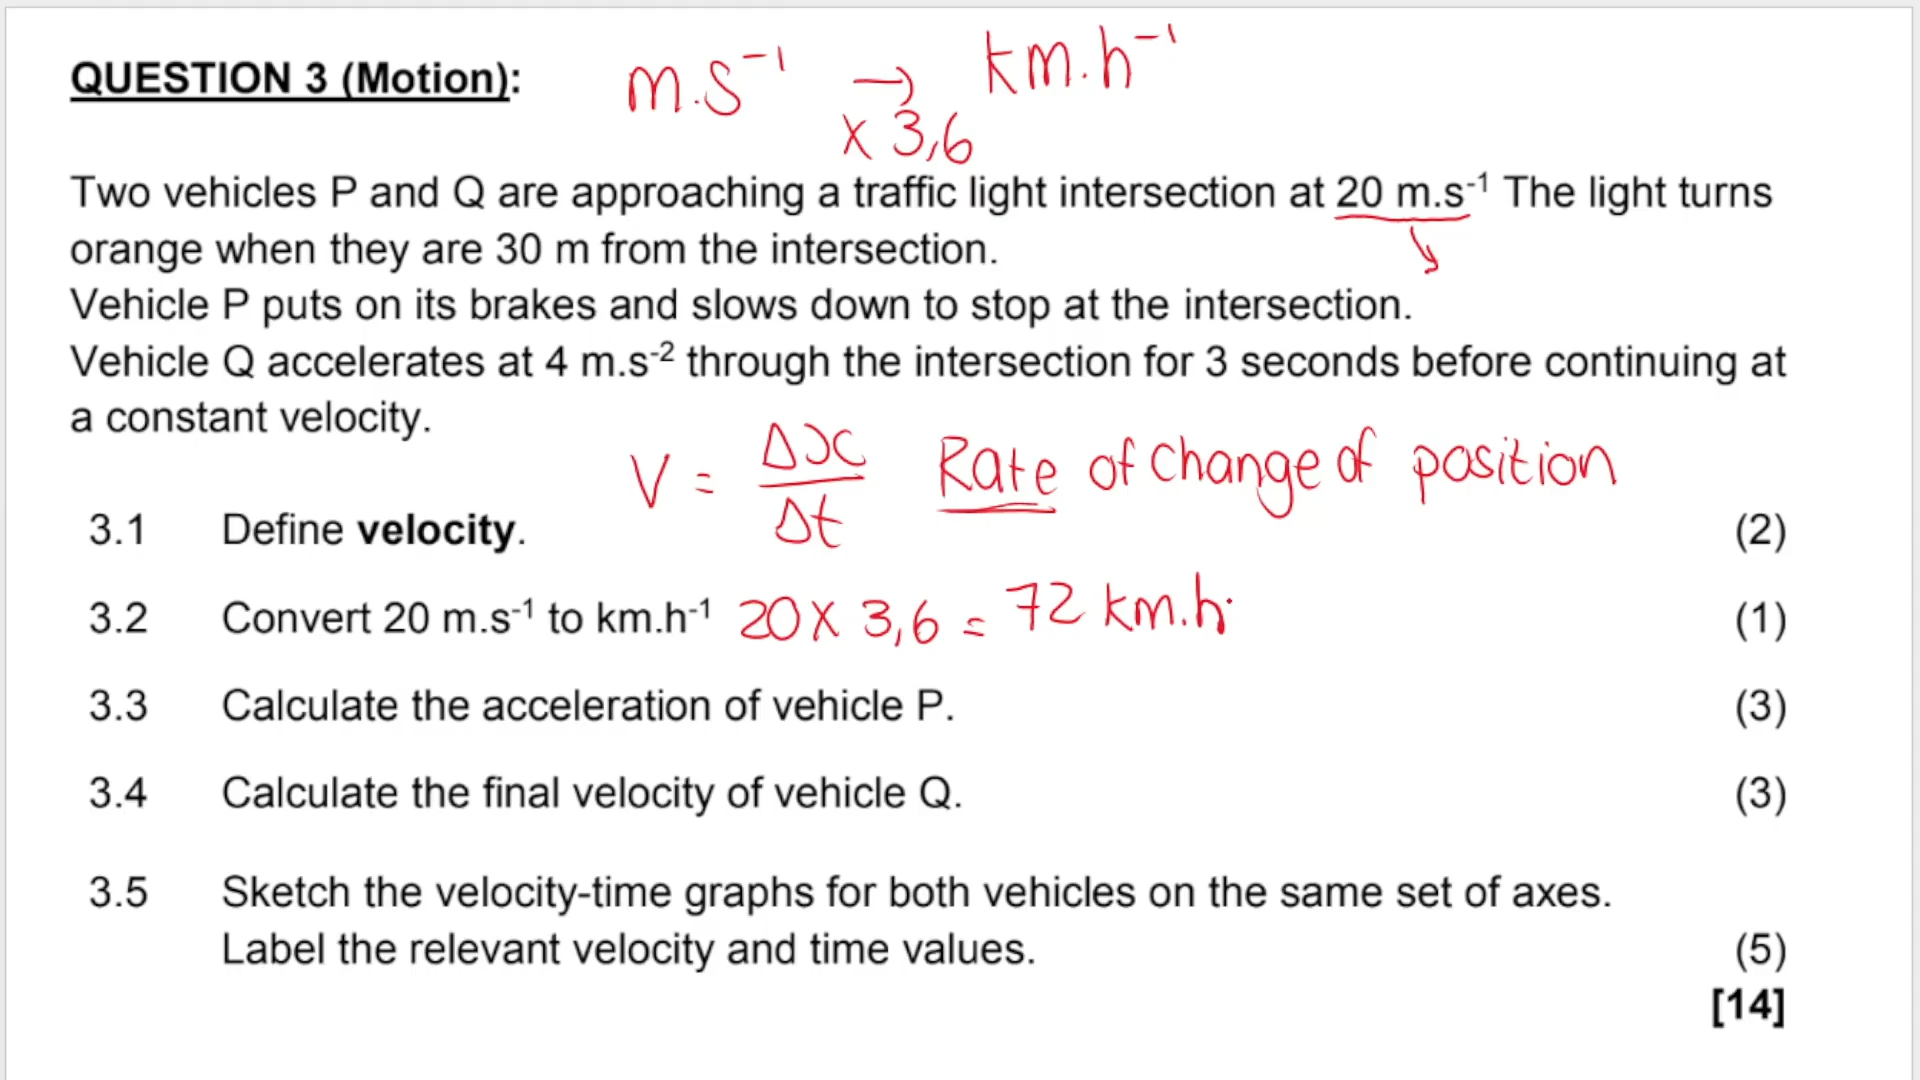 QUESTION 3 (Motion):
m.s⁻¹ → km.h⁻¹
x 3,6
Two vehicles P and Q are approaching a traffic light intersection at 20 m.s⁻¹ The light turns
orange when they are 30 m from the intersection.
Vehicle P puts on its brakes and slows down to stop at the intersection.
Vehicle Q accelerates at 4 m.s⁻² through the intersection for 3 seconds before continuing at
a constant velocity.
V = Δx/Δt Rate of change of position
3.1 Define velocity. (2)
3.2 Convert 20 m.s⁻¹ to km.h⁻¹ 20 x 3,6 = 72 km.h· (1)
3.3 Calculate the acceleration of vehicle P. (3)
3.4 Calculate the final velocity of vehicle Q. (3)
3.5 Sketch the velocity-time graphs for both vehicles on the same set of axes.
Label the relevant velocity and time values. (5)
[14]